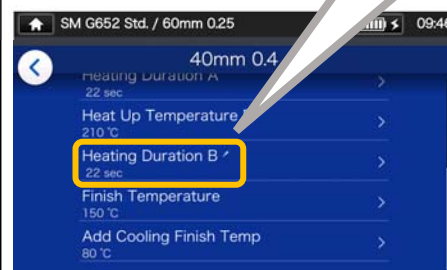 SM G652 Std. / 60mm 0.25
09:46
40mm 0.4
Heating Duration A
22 sec
Heat Up Temperature
210 °C
Heating Duration B
22 sec
Finish Temperature
150 °C
Add Cooling Finish Temp
80 °C